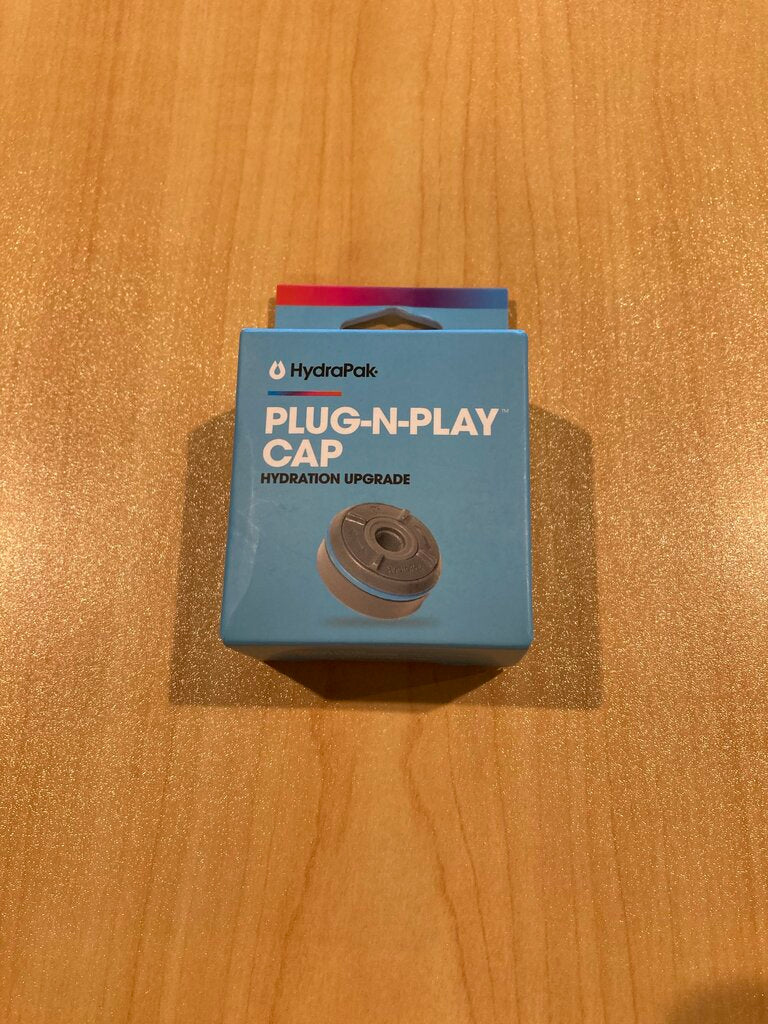 HydraPak
PLUG-N-PLAY™
CAP
HYDRATION UPGRADE